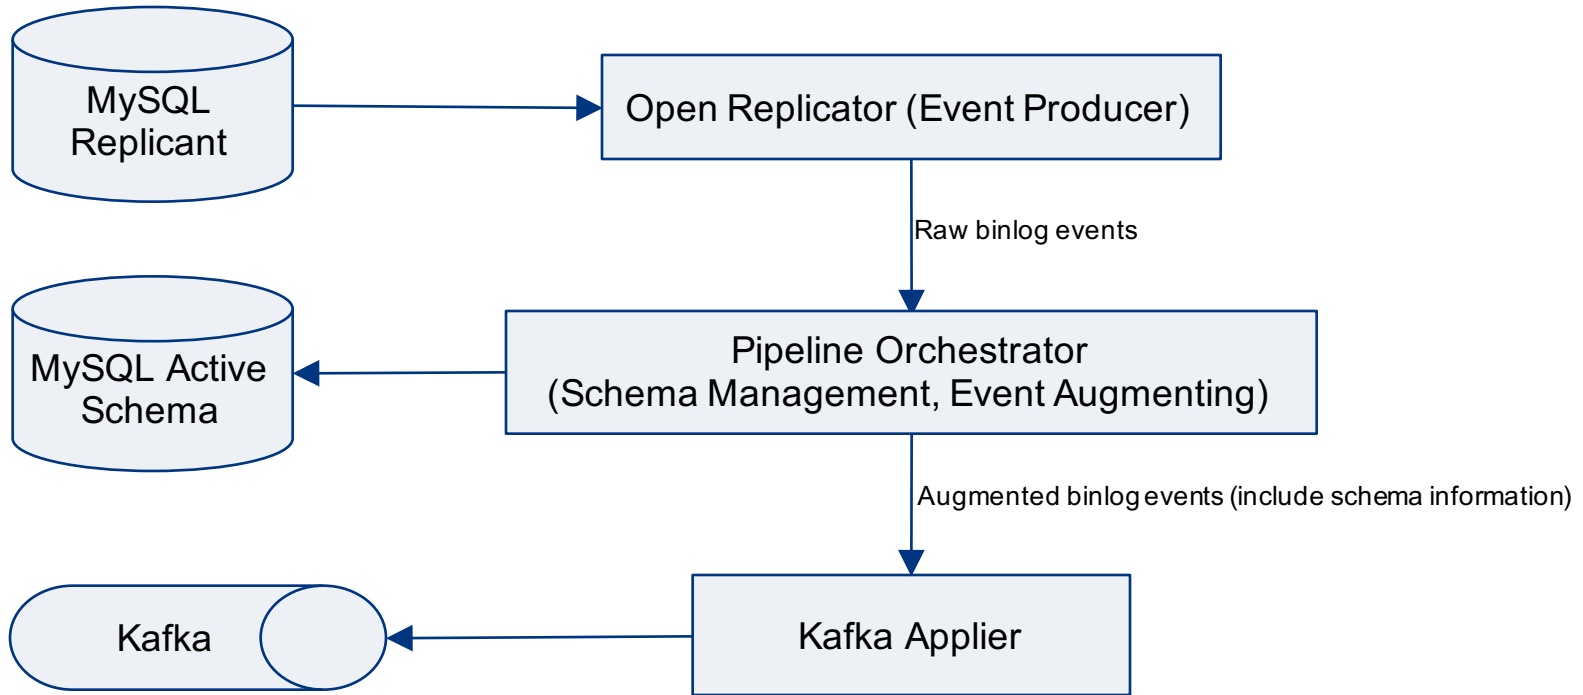 MySQL
Replicant
Open Replicator (Event Producer)
Raw binlog events
MySQL Active
Schema
Pipeline Orchestrator
(Schema Management, Event Augmenting)
Augmented binlog events (include schema information)
Kafka
Kafka Applier